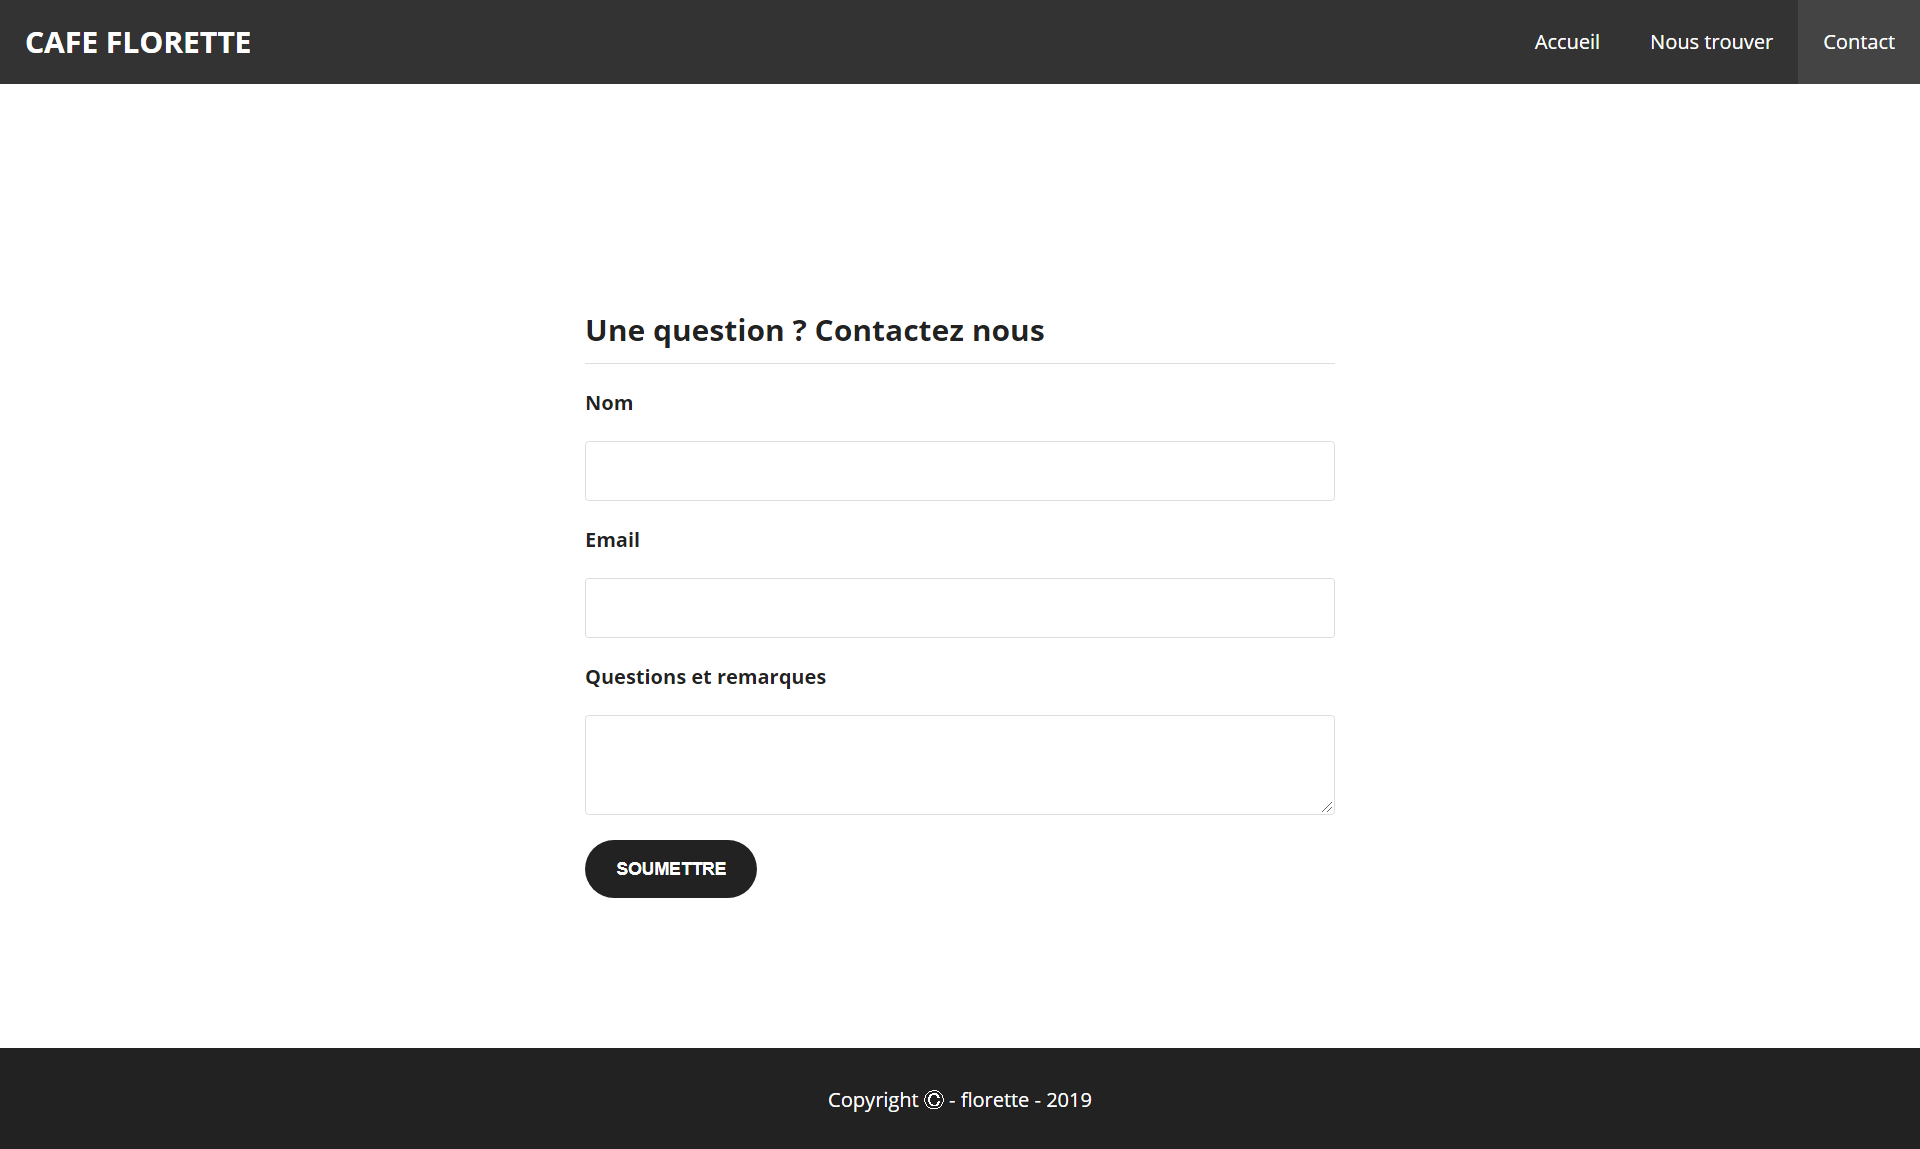 CAFE FLORETTE
Accueil
Nous trouver
Contact
Une question ? Contactez nous
Nom
Email
Questions et remarques
SOUMETTRE
Copyright © - florette - 2019